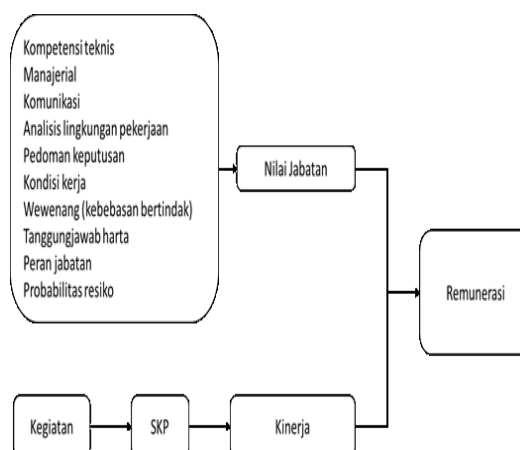 Kompetensi teknis
Manajerial
Komunikasi
Analisis lingkungan pekerjaan
Pedoman keputusan
Kondisi kerja
Wewenang (kebebasan bertindak)
Tanggungjawab harta
Peran jabatan
Probabilitas resiko
Nilai Jabatan
Remunerasi
Kegiatan
SKP
Kinerja